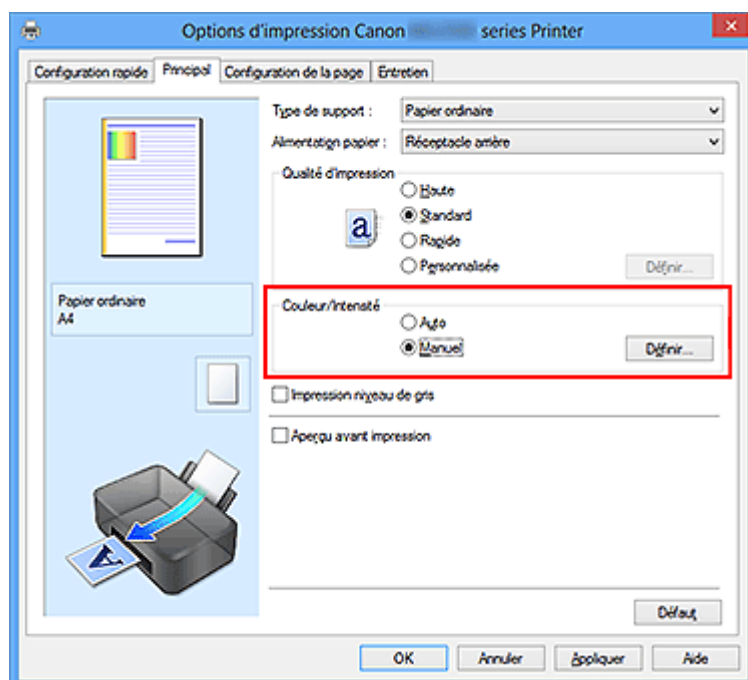 Options d'impression Canon series Printer
Configuration rapide Principal Configuration de la page Entretien
Type de support : Papier ordinaire
Alimentation papier : Réceptacle arrière
Qualité d'impression
Haute
a Standard
Rapide
Personnalisée Définir...
Papier ordinaire
A4
Couleur/Intensité
Auto
Manuel Définir...
Impression niveau de gris
Aperçu avant impression
A
Défaut
OK Annuler Appliquer Aide